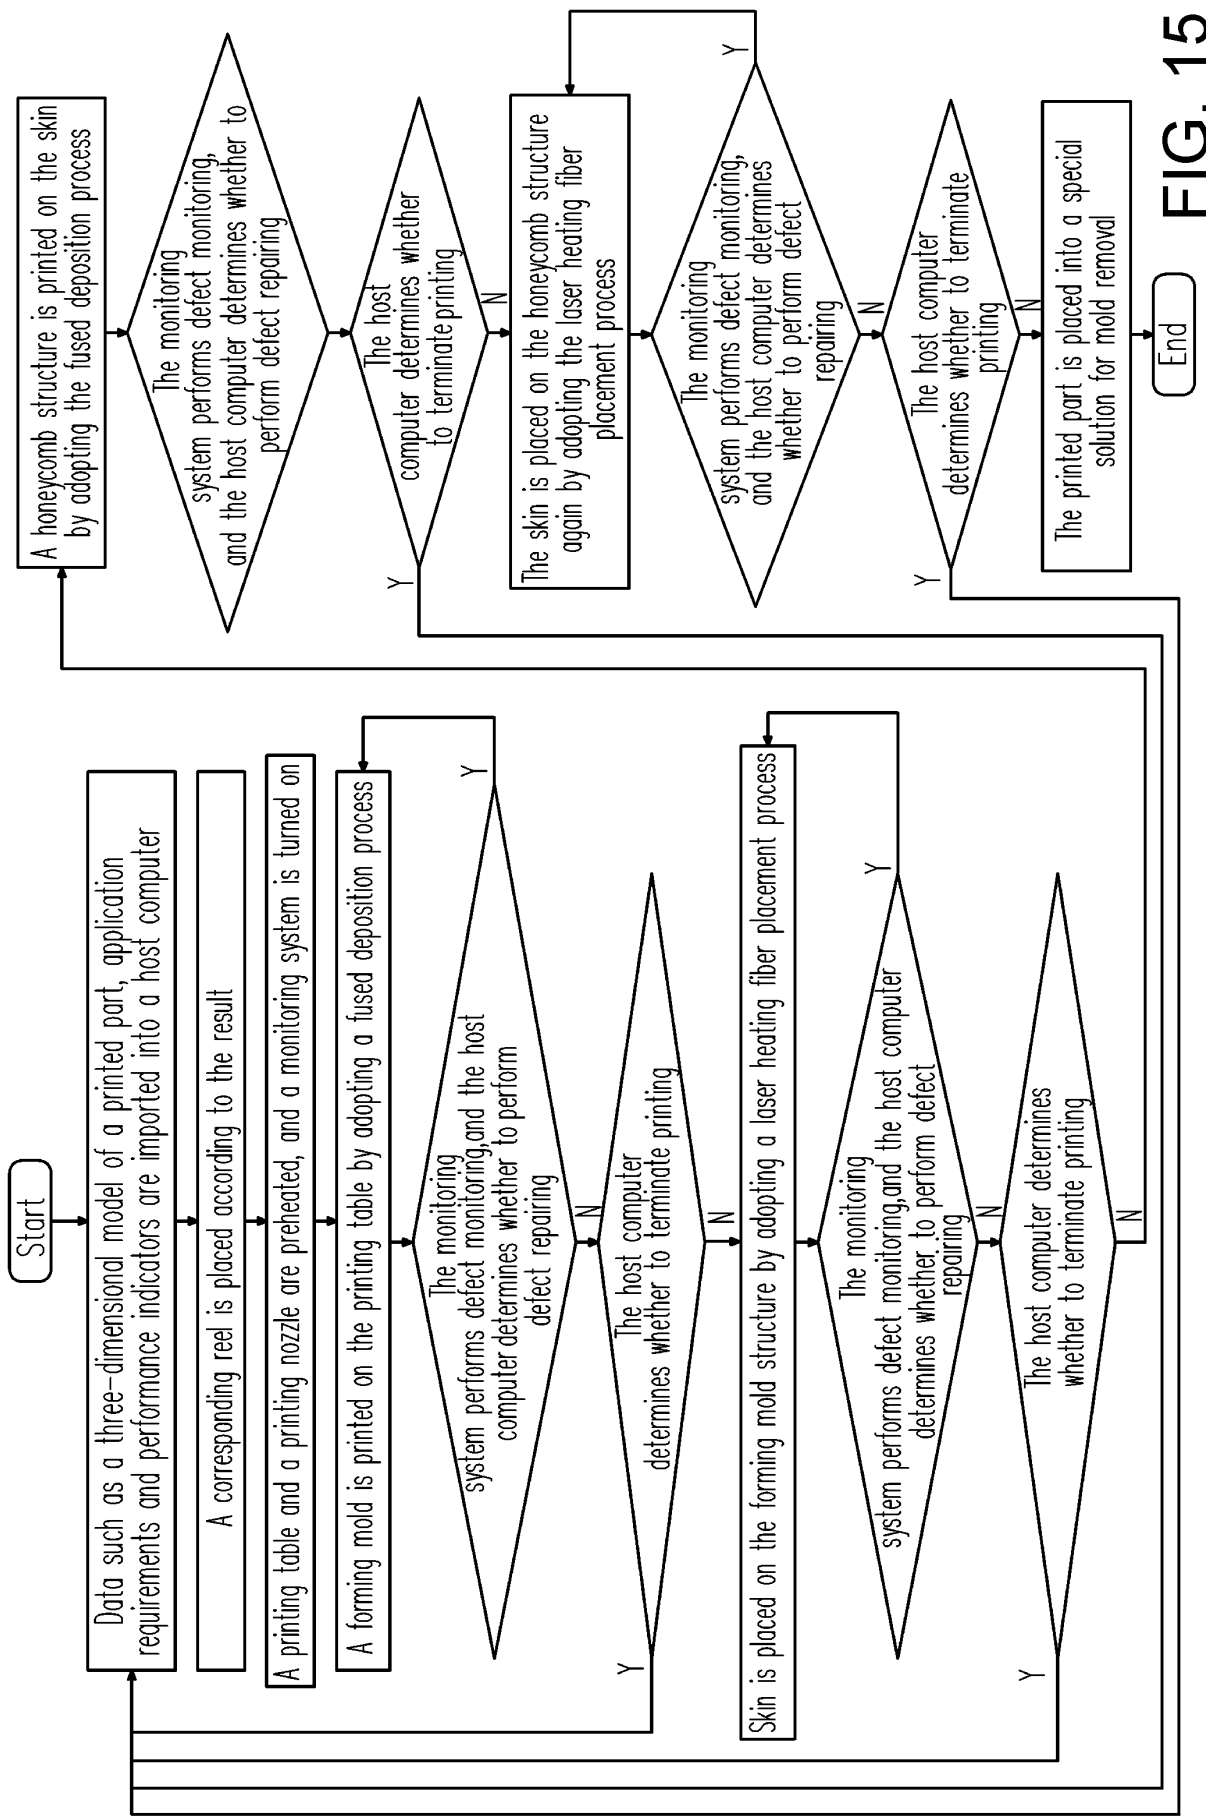 Start
Data such as a three-dimensional model of a printed part, application
requirements and performance indicators are imported into a host computer
A corresponding reel is placed according to the result
A printing table and a printing nozzle are preheated, and a monitoring system is turned on
A forming mold is printed on the printing table by adopting a fused deposition process
The monitoring
system performs defect monitoring,and the host
computer determines whether to perform
defect repairing
Y
N
The host computer
determines whether to terminate printing
Y
N
Skin is placed on the forming mold structure by adopting a laser heating fiber placement process
The monitoring
system performs defect monitoring,and the host computer
determines whether to perform defect
repairing
Y
N
The host computer determines
whether to terminate printing
Y
N
A honeycomb structure is printed on the skin
by adopting the fused deposition process
The monitoring
system performs defect monitoring,
and the host computer determines whether to
perform defect repairing
The host
computer determines whether
to terminate printing
Y
N
The skin is placed on the honeycomb structure
again by adopting the laser heating fiber
placement process
The monitoring
system performs defect monitoring,
and the host computer determines
whether to perform defect
repairing
Y
N
The host computer
determines whether to terminate
printing
Y
N
The printed part is placed into a special
solution for mold removal
End
FIG. 15